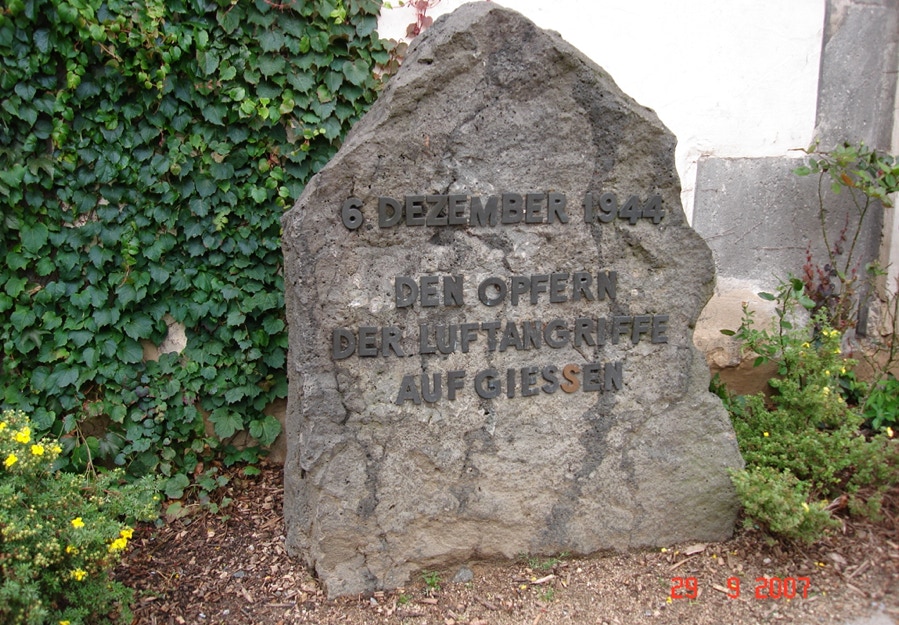 6. DEZEMBER 1944
DEN OPFERN
DER LUFTANGRIFFE
AUF GIESSEN
29 9 2007